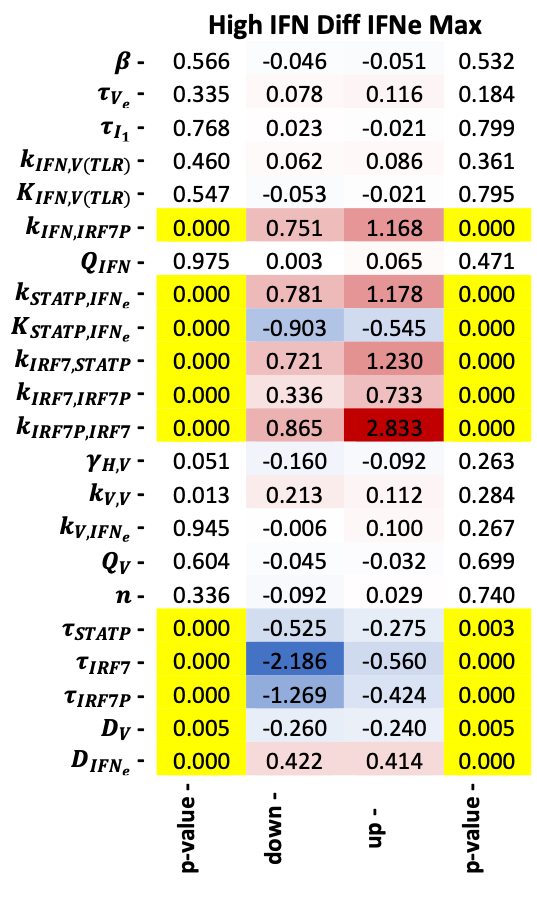 High IFN Diff IFNe Max
β - 0.566 -0.046 -0.051 0.532
τ_{V_e} - 0.335 0.078 0.116 0.184
τ_{I_1} - 0.768 0.023 -0.021 0.799
k_{IFN,V(TLR)} - 0.460 0.062 0.086 0.361
K_{IFN,V(TLR)} - 0.547 -0.053 -0.021 0.795
k_{IFN,IRF7P} - 0.000 0.751 1.168 0.000
Q_{IFN} - 0.975 0.003 0.065 0.471
k_{STATP,IFN_e} - 0.000 0.781 1.178 0.000
K_{STATP,IFN_e} - 0.000 -0.903 -0.545 0.000
k_{IRF7,STATP} - 0.000 0.721 1.230 0.000
k_{IRF7,IRF7P} - 0.000 0.336 0.733 0.000
k_{IRF7P,IRF7} - 0.000 0.865 2.833 0.000
γ_{H,V} - 0.051 -0.160 -0.092 0.263
k_{V,V} - 0.013 0.213 0.112 0.284
k_{V,IFN_e} - 0.945 -0.006 0.100 0.267
Q_V - 0.604 -0.045 -0.032 0.699
n - 0.336 -0.092 0.029 0.740
τ_{STATP} - 0.000 -0.525 -0.275 0.003
τ_{IRF7} - 0.000 -2.186 -0.560 0.000
τ_{IRF7P} - 0.000 -1.269 -0.424 0.000
D_V - 0.005 -0.260 -0.240 0.005
D_{IFN_e} - 0.000 0.422 0.414 0.000
p-value - down - up - p-value -